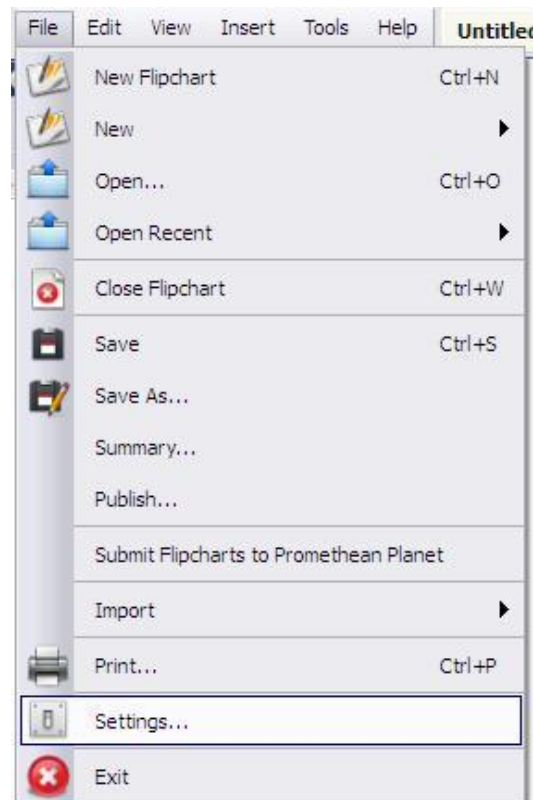 File Edit View Insert Tools Help Untitled
New Flipchart Ctrl+N
New
Open... Ctrl+O
Open Recent
Close Flipchart Ctrl+W
Save Ctrl+S
Save As...
Summary...
Publish...
Submit Flipcharts to Promethean Planet
Import
Print... Ctrl+P
Settings...
Exit